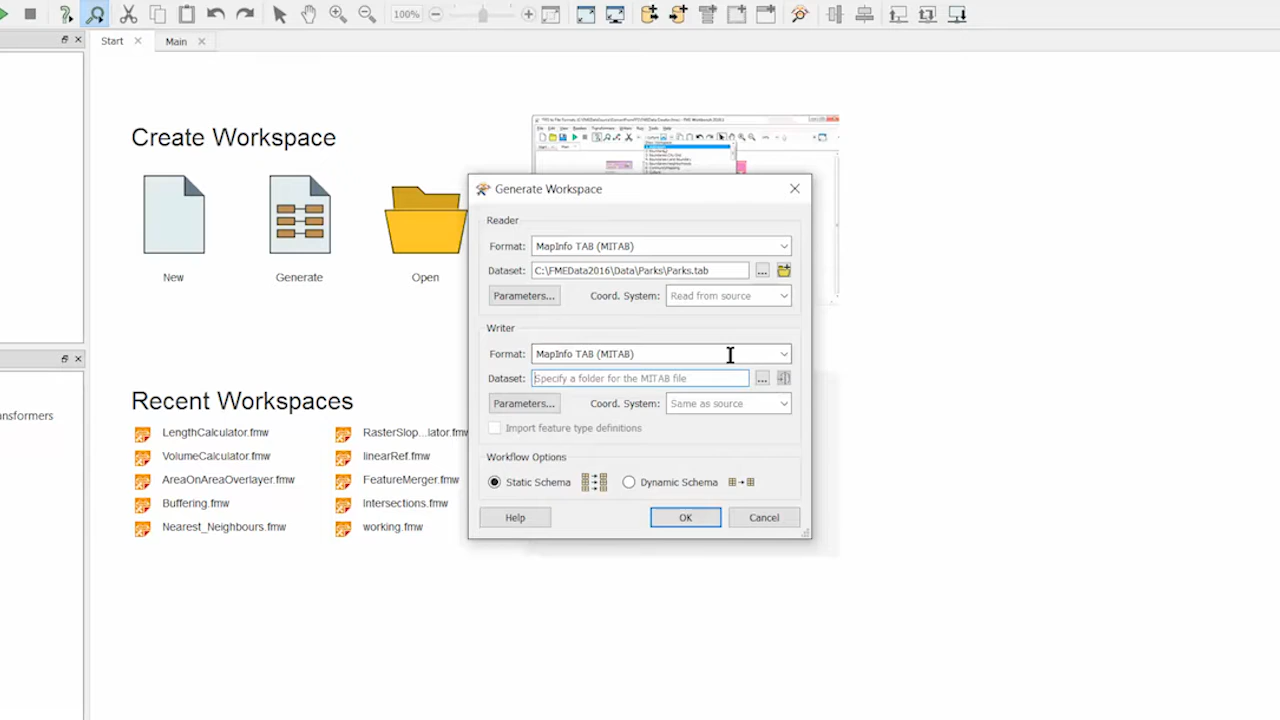 100%
Start
Main
Create Workspace
New
Generate
Open
Recent Workspaces
LengthCalculator.fmw
RasterSlop...lator.fmw
VolumeCalculator.fmw
linearRef.fmw
AreaOnAreaOverlayer.fmw
FeatureMerger.fmw
Buffering.fmw
Intersections.fmw
Nearest_Neighbours.fmw
working.fmw
ansformers
Generate Workspace
Reader
Format: MapInfo TAB (MITAB)
Dataset: C:\FMEData2016\Data\Parks\Parks.tab
Parameters... Coord. System: Read from source
Writer
Format: MapInfo TAB (MITAB)
Dataset: Specify a folder for the MITAB file
Parameters... Coord. System: Same as source
Import feature type definitions
Workflow Options
Static Schema Dynamic Schema
Help OK Cancel